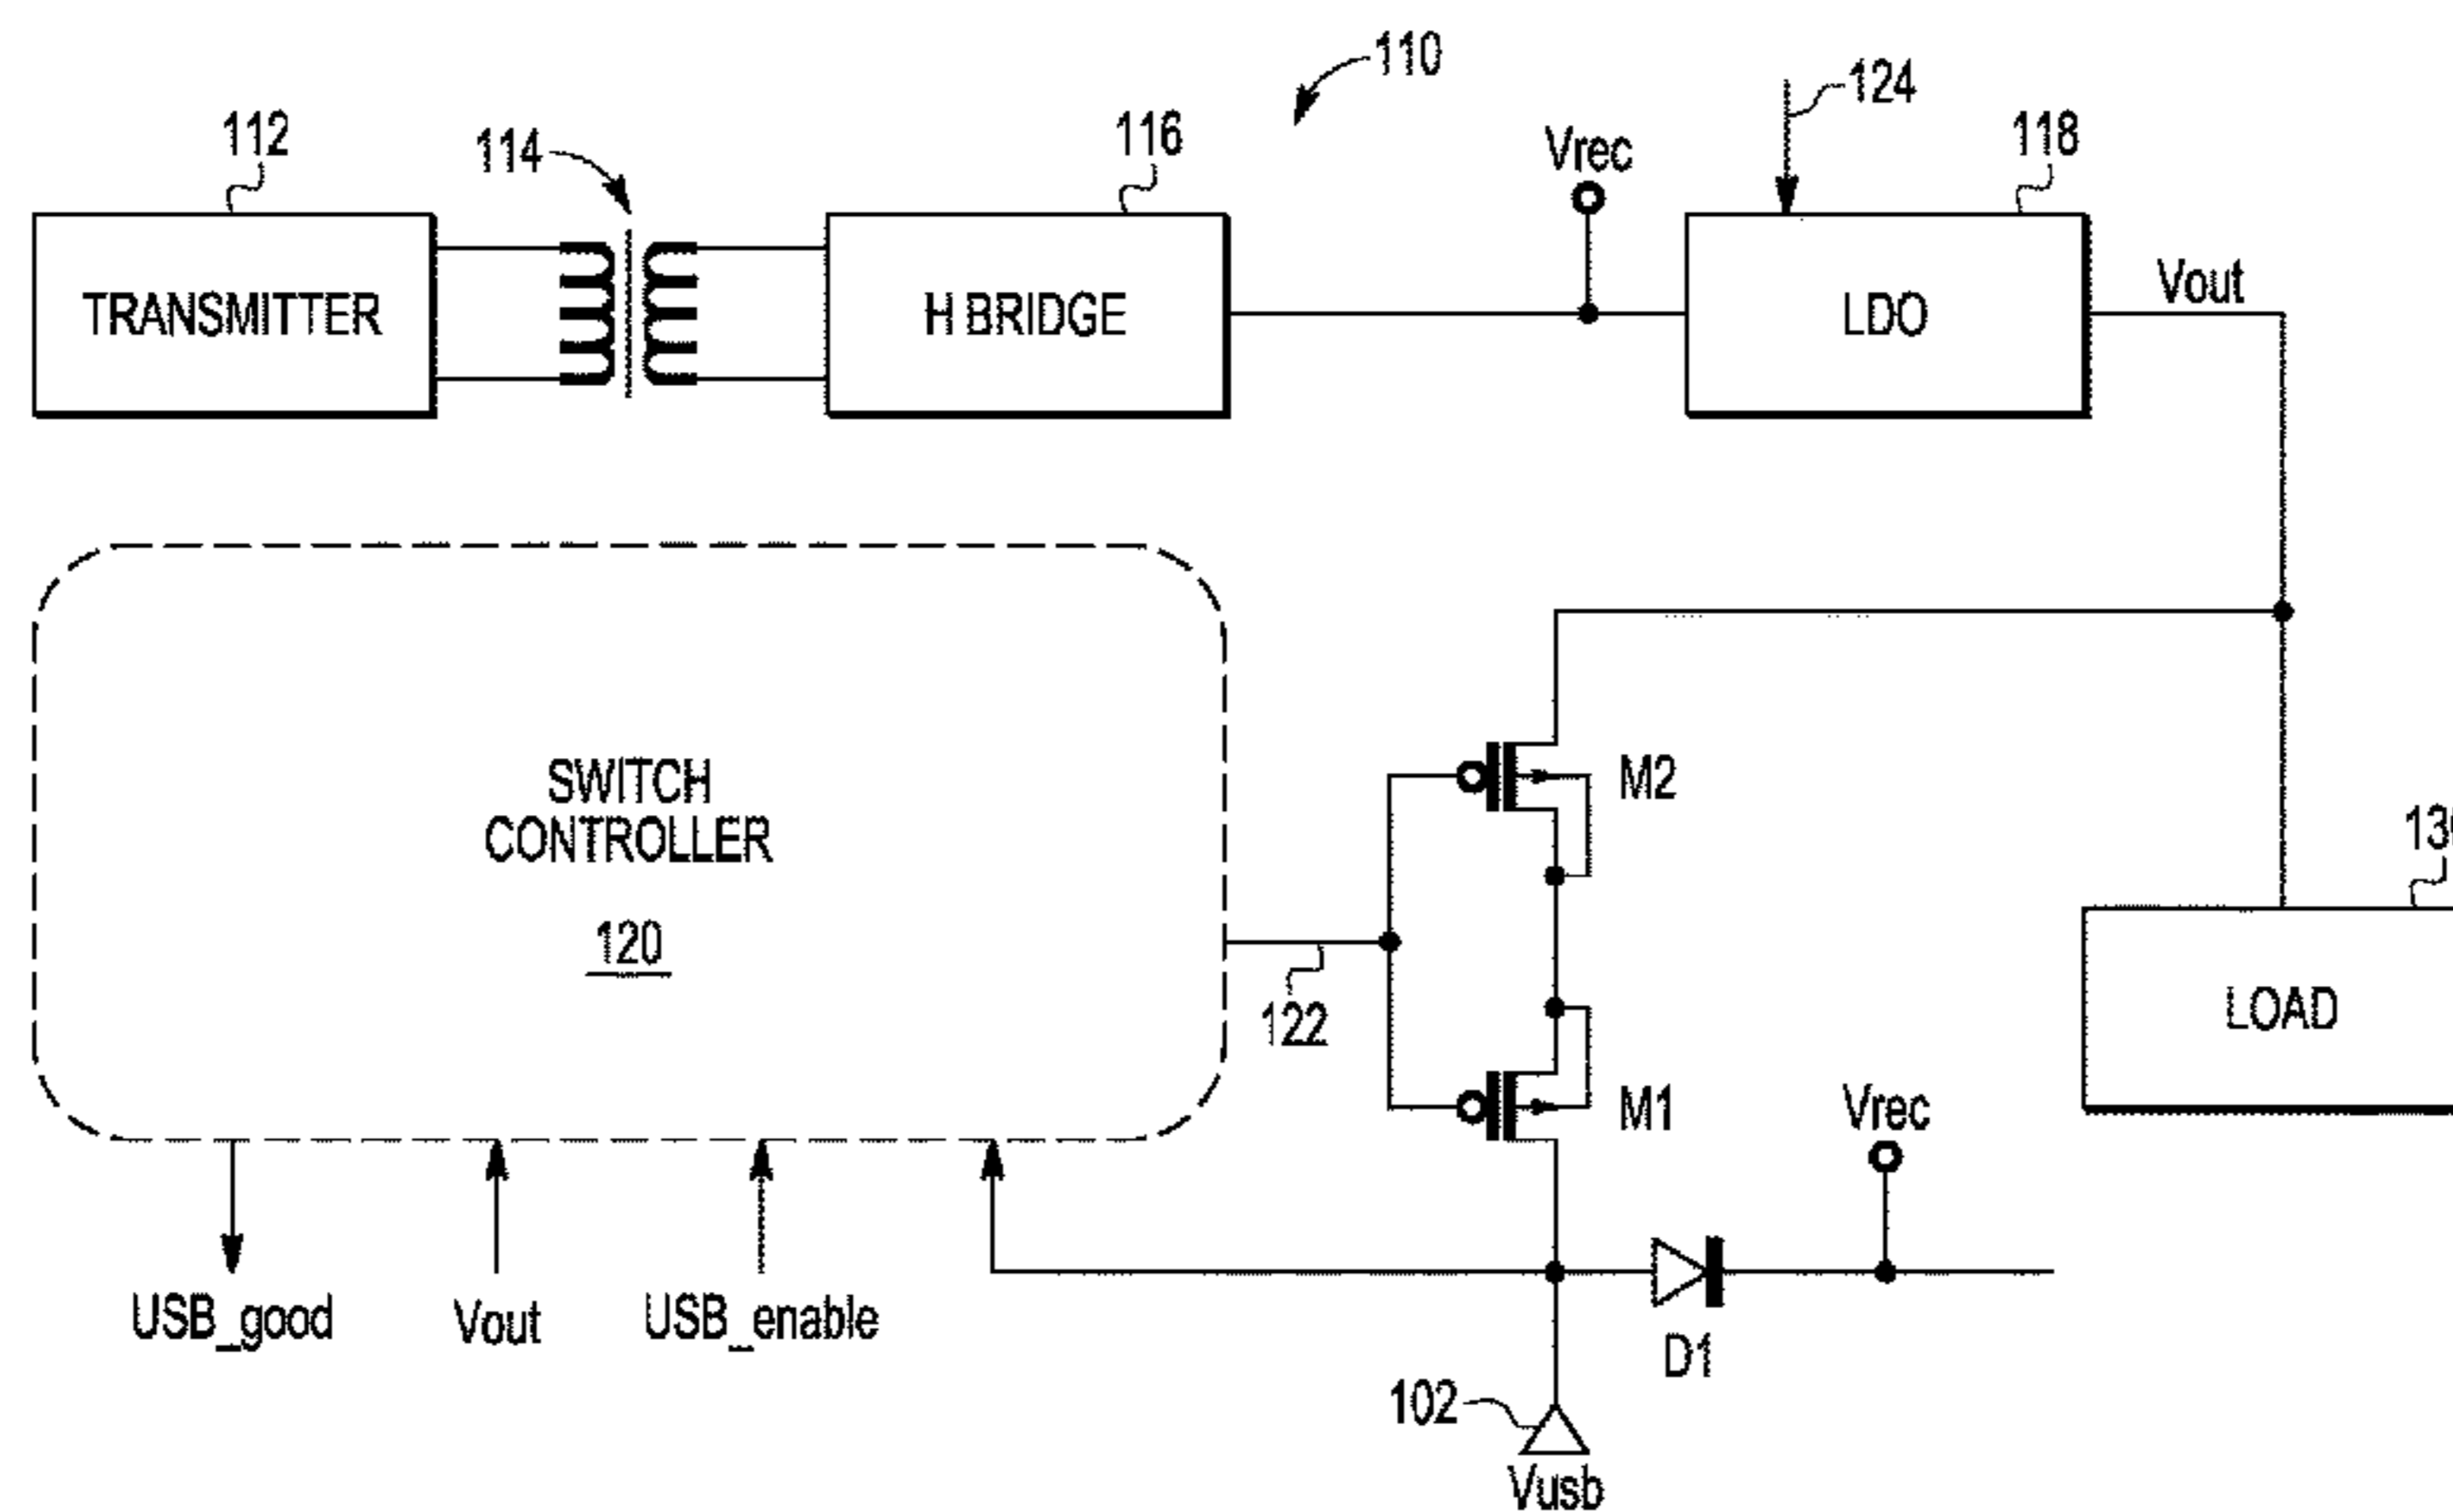 110
124
112
114
116
Vrec
118
TRANSMITTER
H BRIDGE
LDO
Vout
SWITCH
CONTROLLER
120
M2
122
M1
Vrec
LOAD
USB_good
Vout
USB_enable
D1
102
Vusb